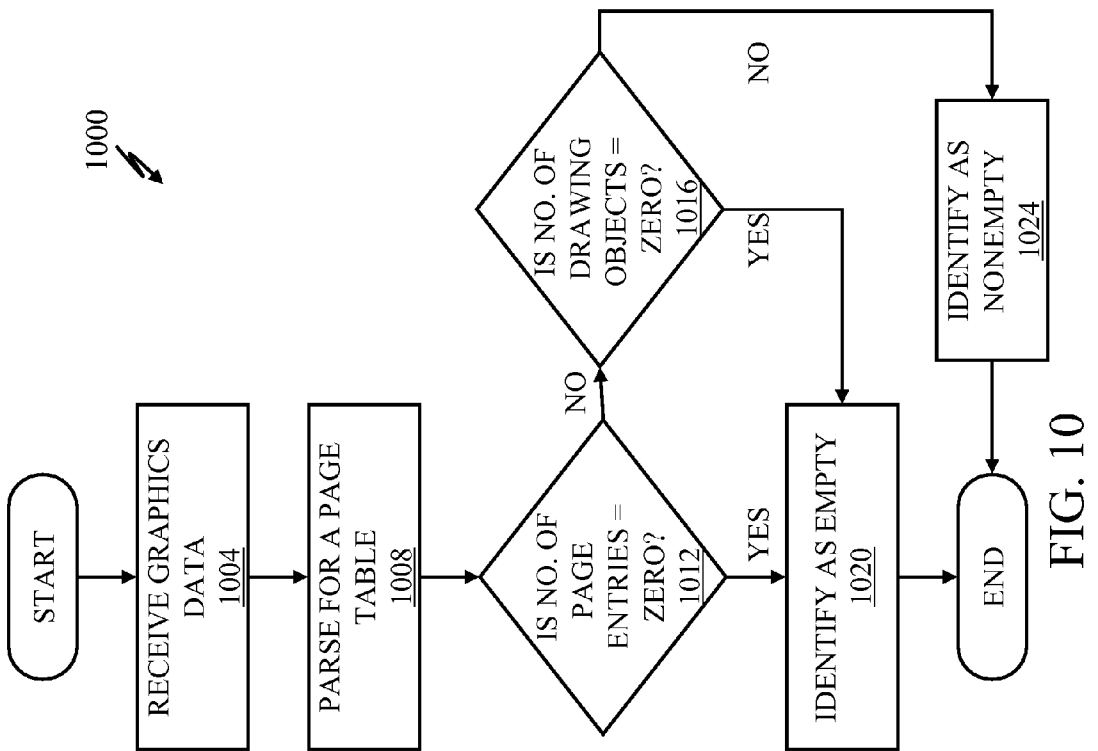 1000
START
RECEIVE GRAPHICS
DATA
1004
PARSE FOR A PAGE
TABLE
1008
IS NO. OF
PAGE
ENTRIES =
ZERO?
1012
NO
YES
IS NO. OF
DRAWING
OBJECTS =
ZERO?
1016
YES
NO
IDENTIFY AS EMPTY
1020
IDENTIFY AS
NONEMPTY
1024
END
FIG. 10